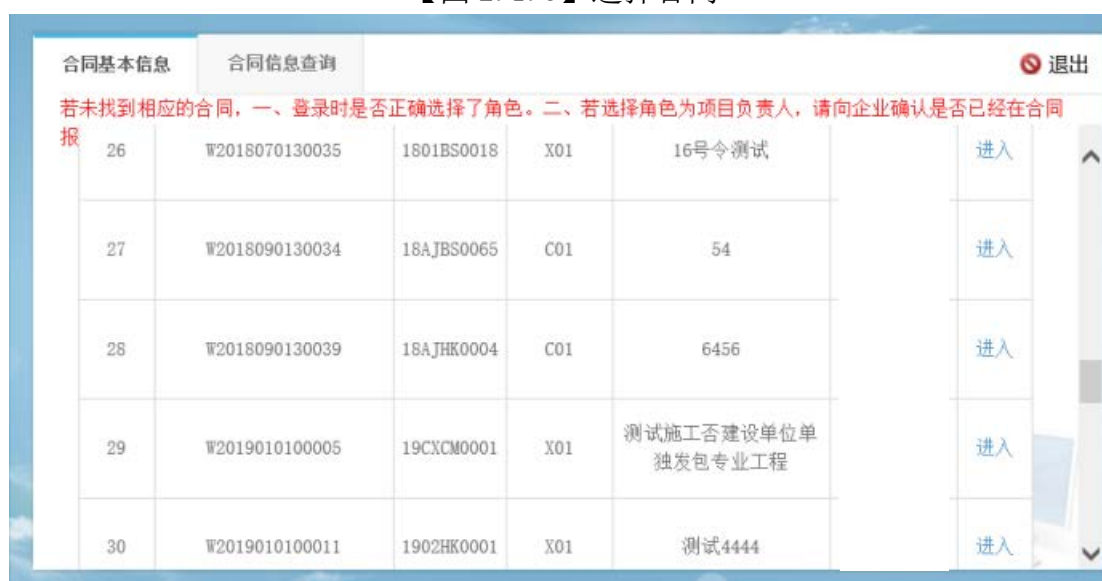 合同基本信息 合同信息查询 退出
若未找到相应的合同，一、登录时是否正确选择了角色。二、若选择角色为项目负责人，请向企业确认是否已经在合同
报
26 W2018070130035 1801BS0018 X01 16号令测试 进入
27 W2018090130034 18AJBS0065 C01 54 进入
28 W2018090130039 18AJHK0004 C01 6456 进入
29 W2019010100005 19CXCM0001 X01 测试施工否建设单位单
独发包专业工程 进入
30 W2019010100011 1902HK0001 X01 测试4444 进入